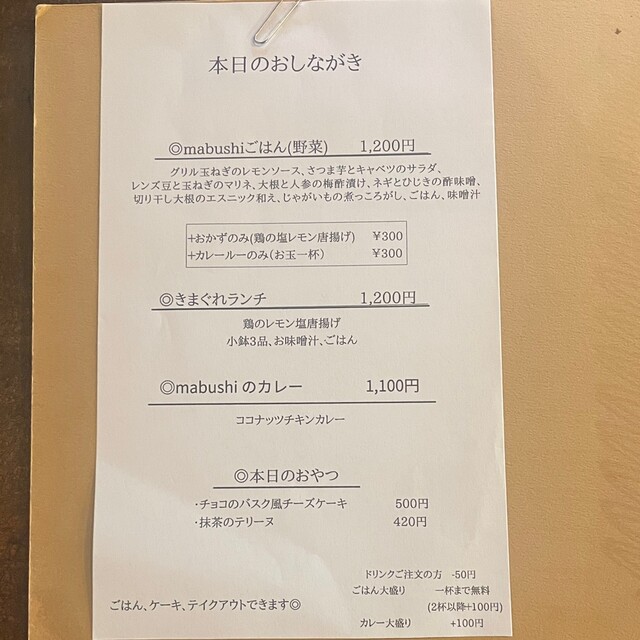 本日のおしながき
◎mabushiごはん(野菜) 1,200円
グリル玉ねぎのレモンソース、さつま芋とキャベツのサラダ、
レンズ豆と玉ねぎのマリネ、大根と人参の梅酢漬け、ネギとひじきの酢味噌、
切り干し大根のエスニック和え、じゃがいもの煮っころがし、ごはん、味噌汁
+おかずのみ(鶏の塩レモン唐揚げ) ¥300
+カレールーのみ(お玉一杯) ¥300
◎きまぐれランチ 1,200円
鶏のレモン塩唐揚げ
小鉢3品、お味噌汁、ごはん
◎mabushi のカレー 1,100円
ココナッツチキンカレー
◎本日のおやつ
・チョコのバスク風チーズケーキ 500円
・抹茶のテリーヌ 420円
ドリンクご注文の方 -50円
ごはん大盛り 一杯まで無料
(2杯以降+100円)
カレー大盛り +100円
ごはん、ケーキ、テイクアウトできます◎